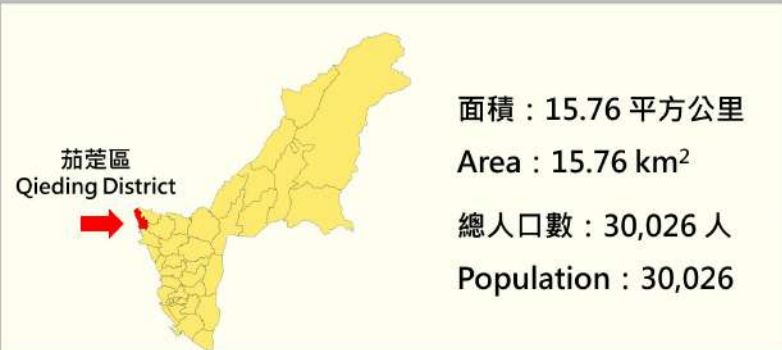 茄萣區
Qieding District
面積：15.76 平方公里
Area：15.76 km²
總人口數：30,026 人
Population：30,026